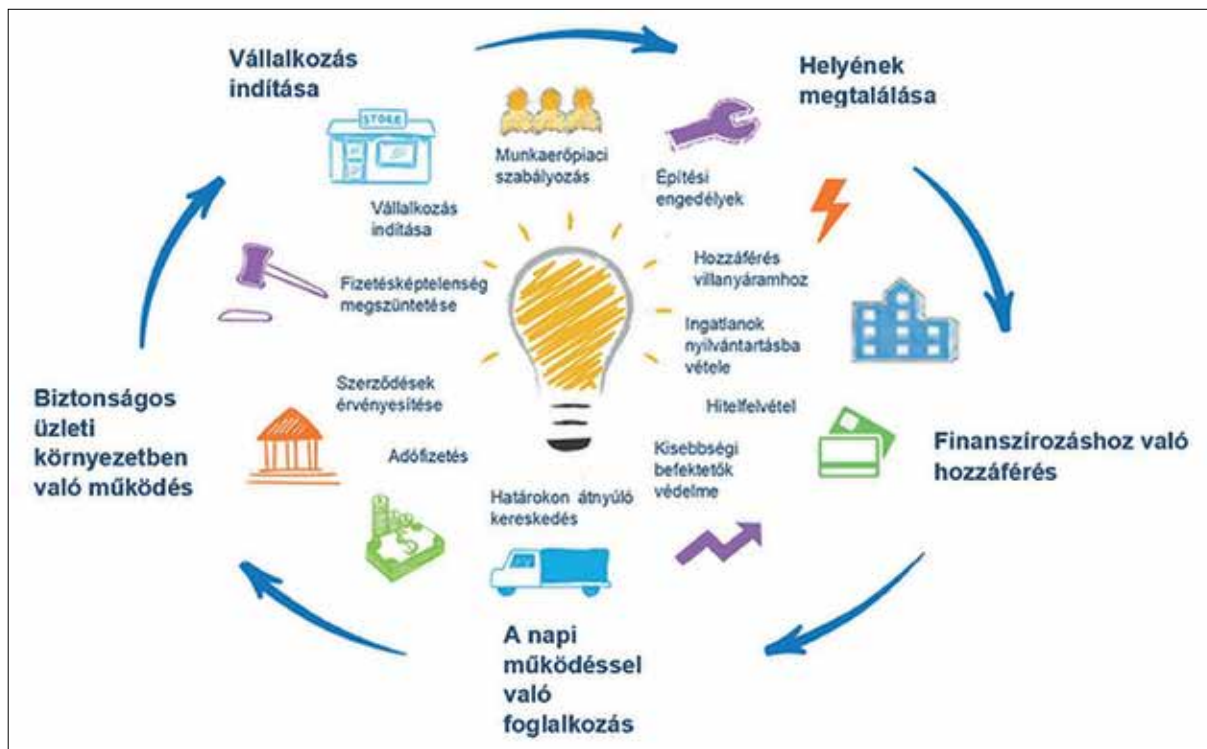 Vállalkozás
indítása
Helyének
megtalálása
STORE
Munkaerőpiaci
szabályozás
Építési
engedélyek
Vállalkozás
indítása
Hozzáférés
villanyáramhoz
Fizetésképtelenség
megszüntetése
Ingatlanok
nyilvántartásba
vétele
Szerződések
érvényesítése
Hitelfelvétel
Biztonságos
üzleti
környezetben
való működés
Finanszírozáshoz való
hozzáférés
Adófizetés
Kisebbségi
befektetők
védelme
Határokon átnyúló
kereskedés
$
A napi
működéssel
való
foglalkozás